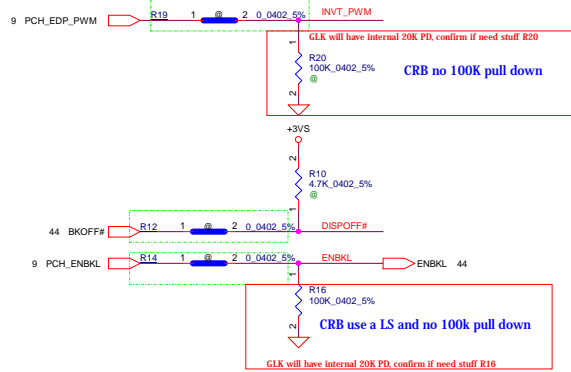 9 PCH_EDP_PWM R19 1 @ 2 0_0402_5% INVT_PWM
GLK will have internal 20K PD, confirm if need stuff R20
1
R20
100K_0402_5%
@
2
CRB no 100K pull down
+3VS
2
R10
4.7K_0402_5%
@
1
44 BKOFF# R12 1 @ 2 0_0402_5% DISPOFF#
9 PCH_ENBKL R14 1 @ 2 0_0402_5% ENBKL ENBKL 44
1
R16
100K_0402_5%
2
CRB use a LS and no 100k pull down
GLK will have internal 20K PD, confirm if need stuff R16